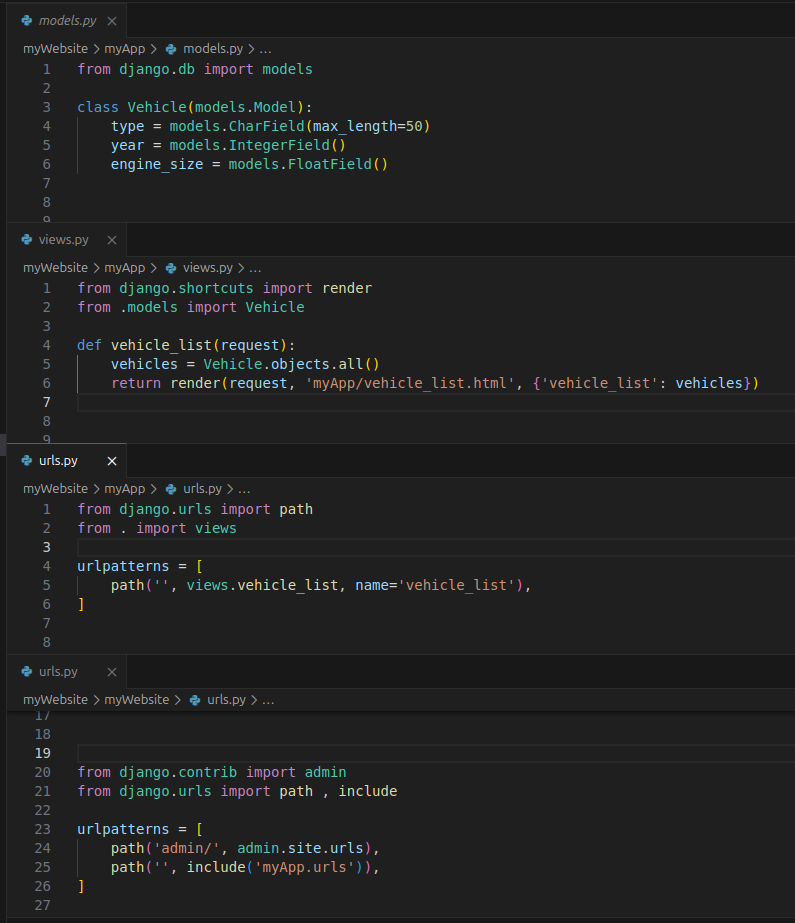 models.py ×
myWebsite > myApp > models.py > ...
1 from django.db import models
2
3 class Vehicle(models.Model):
4     type = models.CharField(max_length=50)
5     year = models.IntegerField()
6     engine_size = models.FloatField()
7
8
9
views.py ×
myWebsite > myApp > views.py > ...
1 from django.shortcuts import render
2 from .models import Vehicle
3
4 def vehicle_list(request):
5     vehicles = Vehicle.objects.all()
6     return render(request, 'myApp/vehicle_list.html', {'vehicle_list': vehicles})
7
8
9
urls.py ×
myWebsite > myApp > urls.py > ...
1 from django.urls import path
2 from . import views
3
4 urlpatterns = [
5     path('', views.vehicle_list, name='vehicle_list'),
6 ]
7
8
urls.py ×
myWebsite > myWebsite > urls.py > ...
17
18
19
20 from django.contrib import admin
21 from django.urls import path , include
22
23 urlpatterns = [
24     path('admin/', admin.site.urls),
25     path('', include('myApp.urls')),
26 ]
27